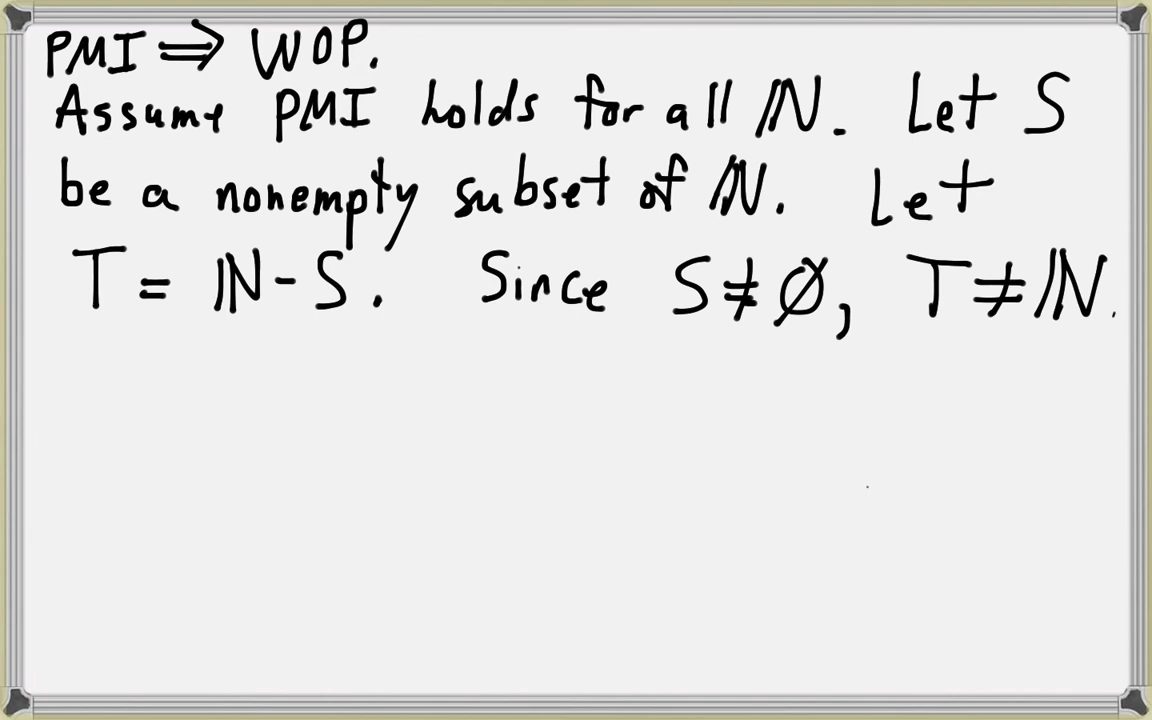 PMI ⟹ WOP.
Assume PMI holds for all ℕ. Let S
be a nonempty subset of ℕ. Let
T = ℕ - S. Since S ≠ ∅, T ≠ ℕ.